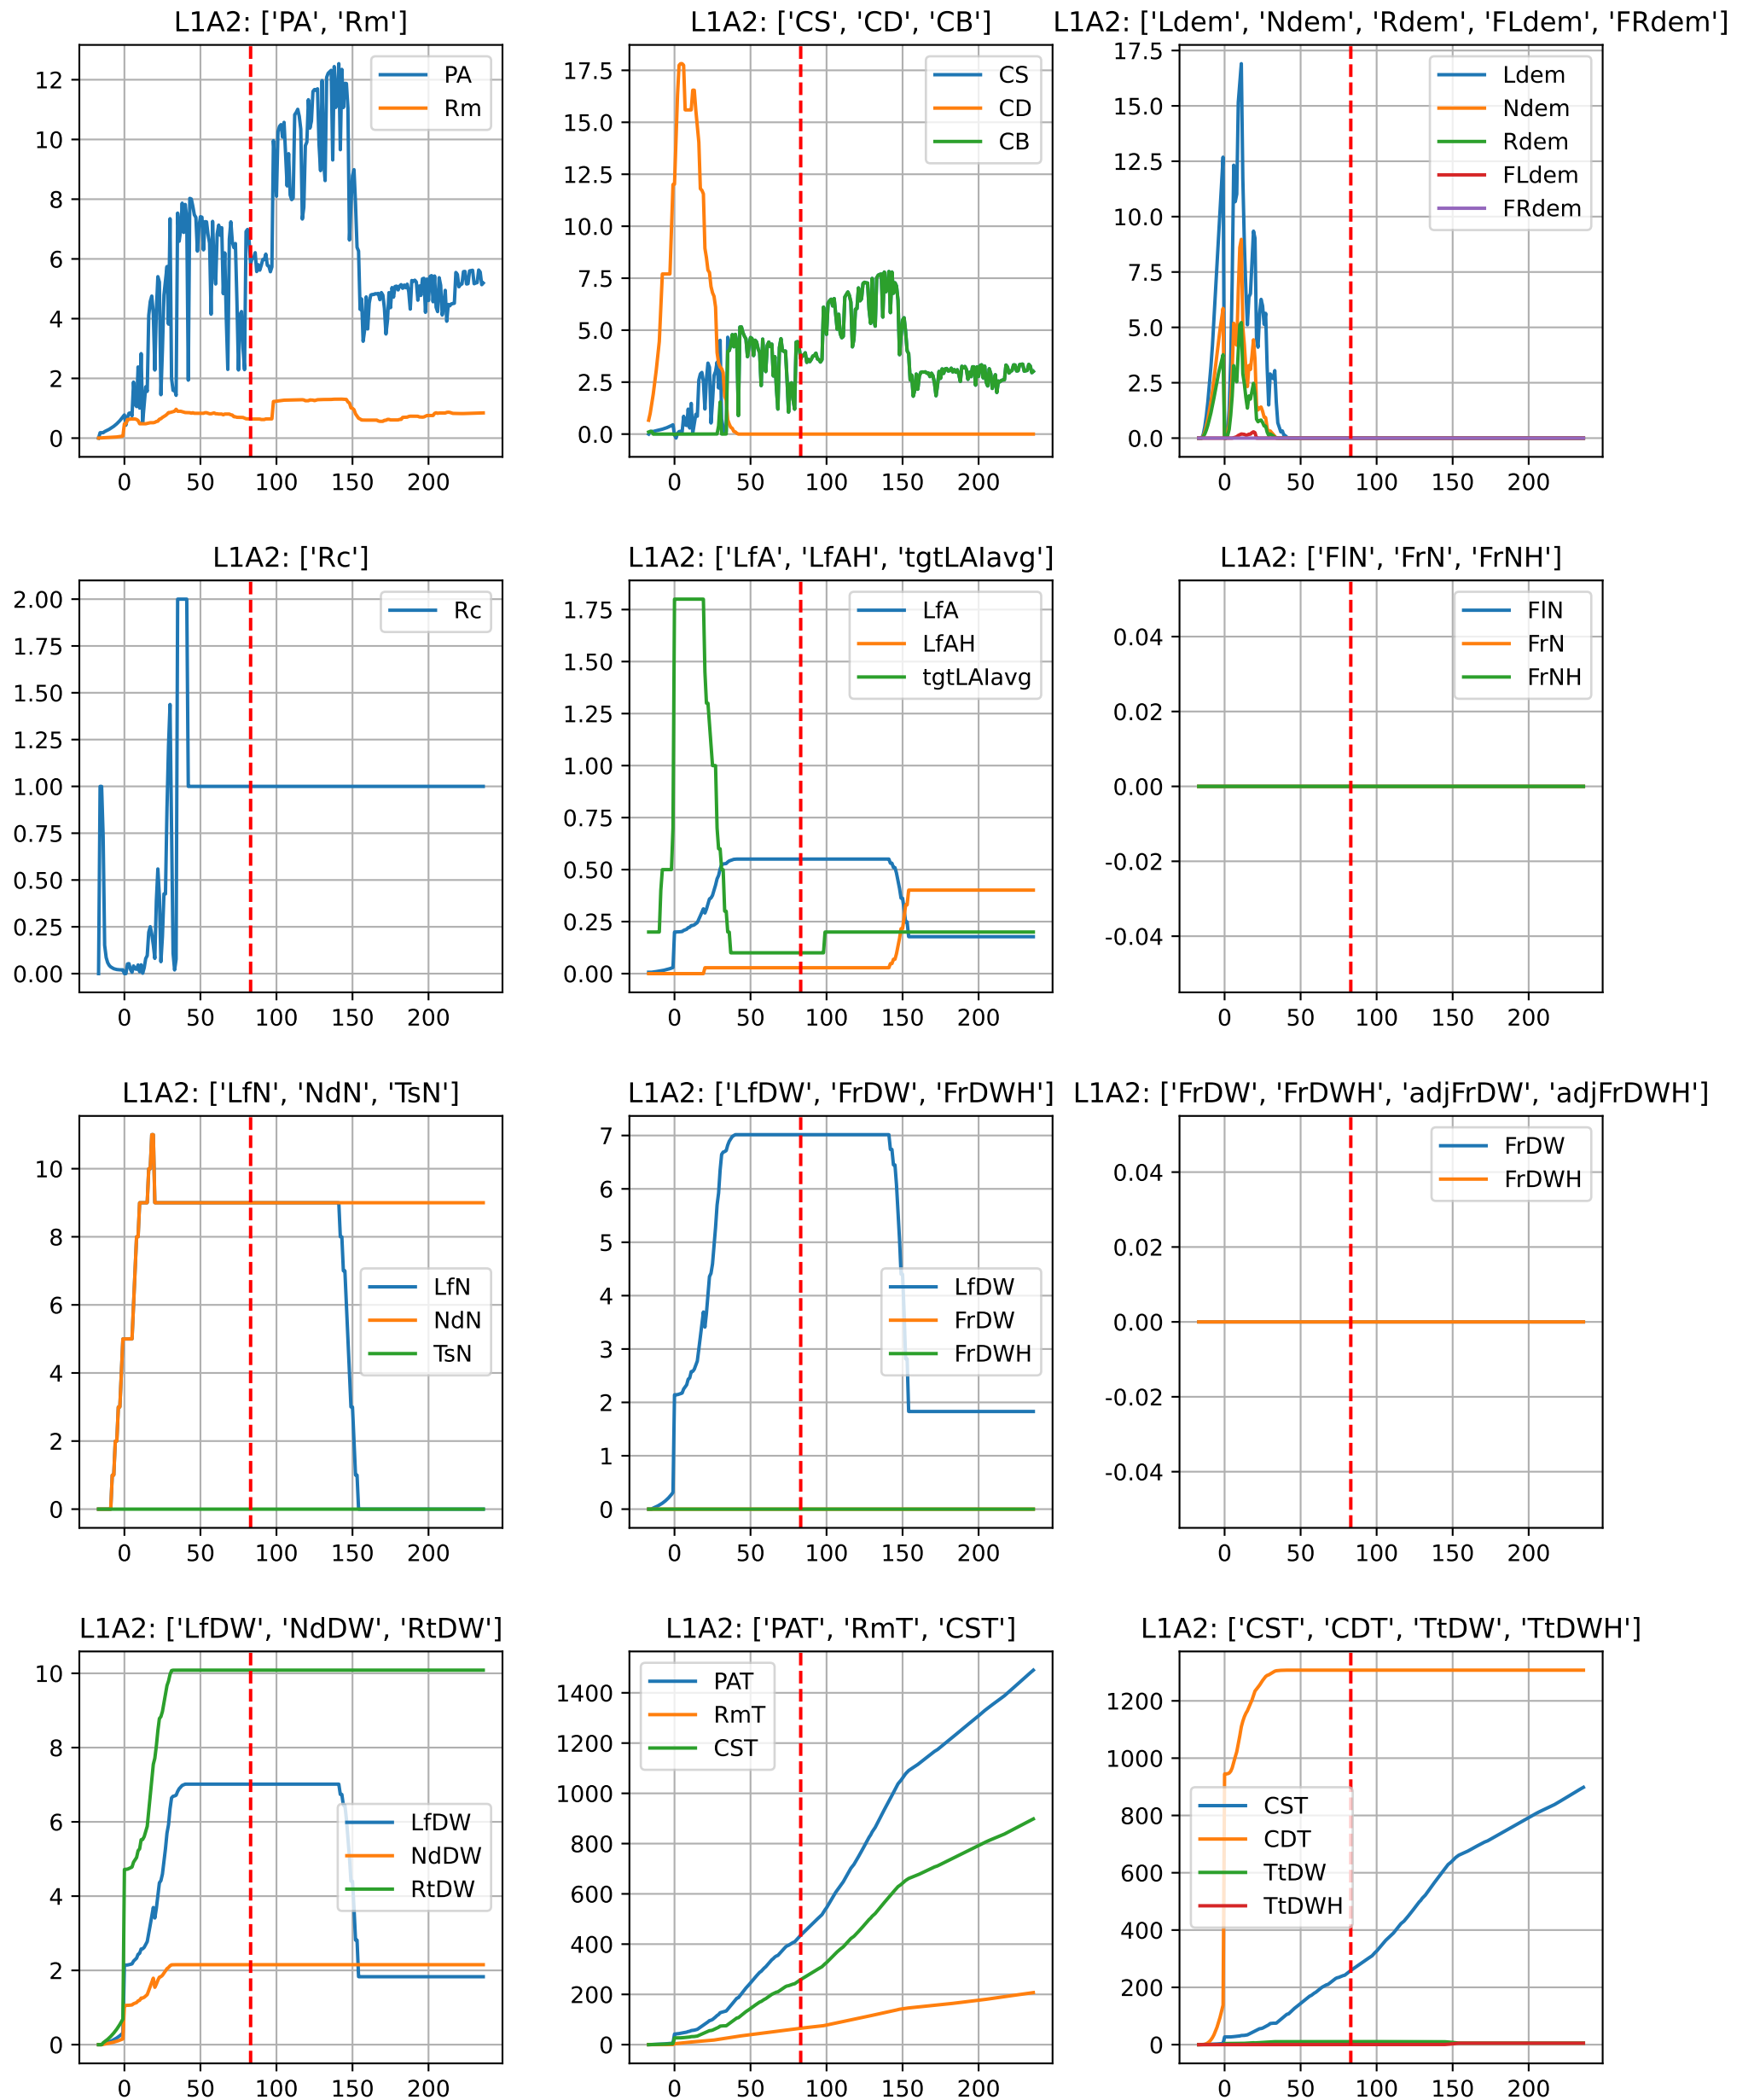 L1A2: ['PA', 'Rm']
12
10
8
6
4
2
0
0 50 100 150 200
PA
Rm
L1A2: ['CS', 'CD', 'CB']
17.5
15.0
12.5
10.0
7.5
5.0
2.5
0.0
0 50 100 150 200
CS
CD
CB
L1A2: ['Ldem', 'Ndem', 'Rdem', 'FLdem', 'FRdem']
17.5
15.0
12.5
10.0
7.5
5.0
2.5
0.0
0 50 100 150 200
Ldem
Ndem
Rdem
FLdem
FRdem
L1A2: ['Rc']
2.00
1.75
1.50
1.25
1.00
0.75
0.50
0.25
0.00
0 50 100 150 200
Rc
L1A2: ['LfA', 'LfAH', 'tgtLAIavg']
1.75
1.50
1.25
1.00
0.75
0.50
0.25
0.00
0 50 100 150 200
LfA
LfAH
tgtLAIavg
L1A2: ['FlN', 'FrN', 'FrNH']
0.04
0.02
0.00
-0.02
-0.04
0 50 100 150 200
FlN
FrN
FrNH
L1A2: ['LfN', 'NdN', 'TsN']
10
8
6
4
2
0
0 50 100 150 200
LfN
NdN
TsN
L1A2: ['LfDW', 'FrDW', 'FrDWH']
7
6
5
4
3
2
1
0
0 50 100 150 200
LfDW
FrDW
FrDWH
L1A2: ['FrDW', 'FrDWH', 'adjFrDW', 'adjFrDWH']
0.04
0.02
0.00
-0.02
-0.04
0 50 100 150 200
FrDW
FrDWH
L1A2: ['LfDW', 'NdDW', 'RtDW']
10
8
6
4
2
0
0 50 100 150 200
LfDW
NdDW
RtDW
L1A2: ['PAT', 'RmT', 'CST']
1400
1200
1000
800
600
400
200
0
0 50 100 150 200
PAT
RmT
CST
L1A2: ['CST', 'CDT', 'TtDW', 'TtDWH']
1200
1000
800
600
400
200
0
0 50 100 150 200
CST
CDT
TtDW
TtDWH